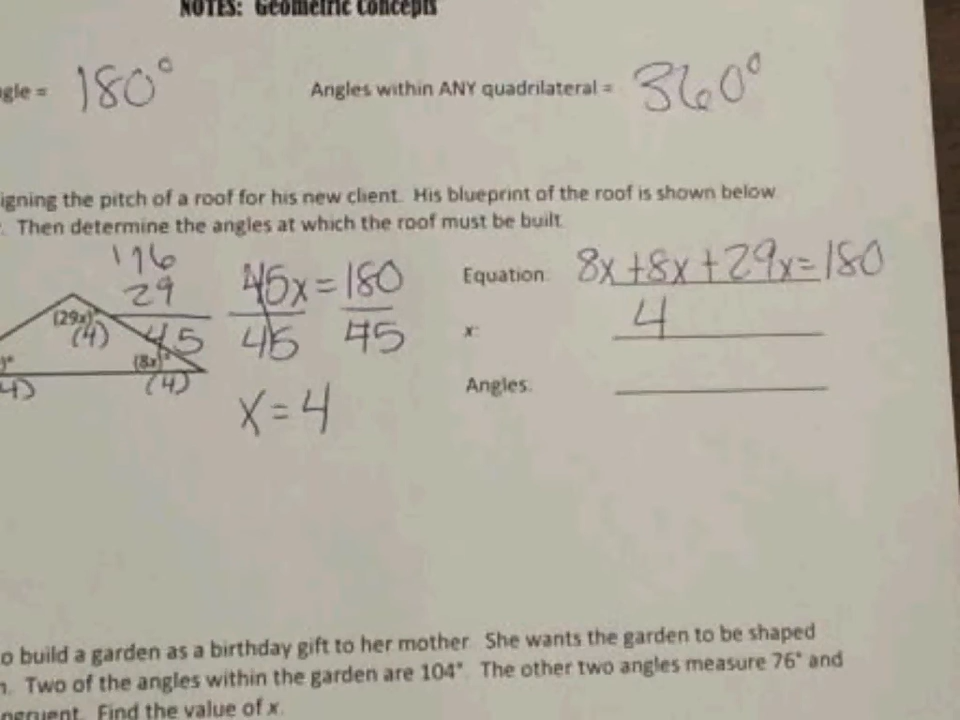 NOTES: Geometric Concepts
gle = 180°
Angles within ANY quadrilateral = 360°
igning the pitch of a roof for his new client. His blueprint of the roof is shown below
. Then determine the angles at which the roof must be built
116
29
45
45x = 180
45 45
x = 4
(29x)°
(4)
(8x)°
(4)
4)
Equation: 8x + 8x + 29x = 180
x: 4
Angles:
o build a garden as a birthday gift to her mother. She wants the garden to be shaped
n. Two of the angles within the garden are 104°. The other two angles measure 76° and
ngruent. Find the value of x.